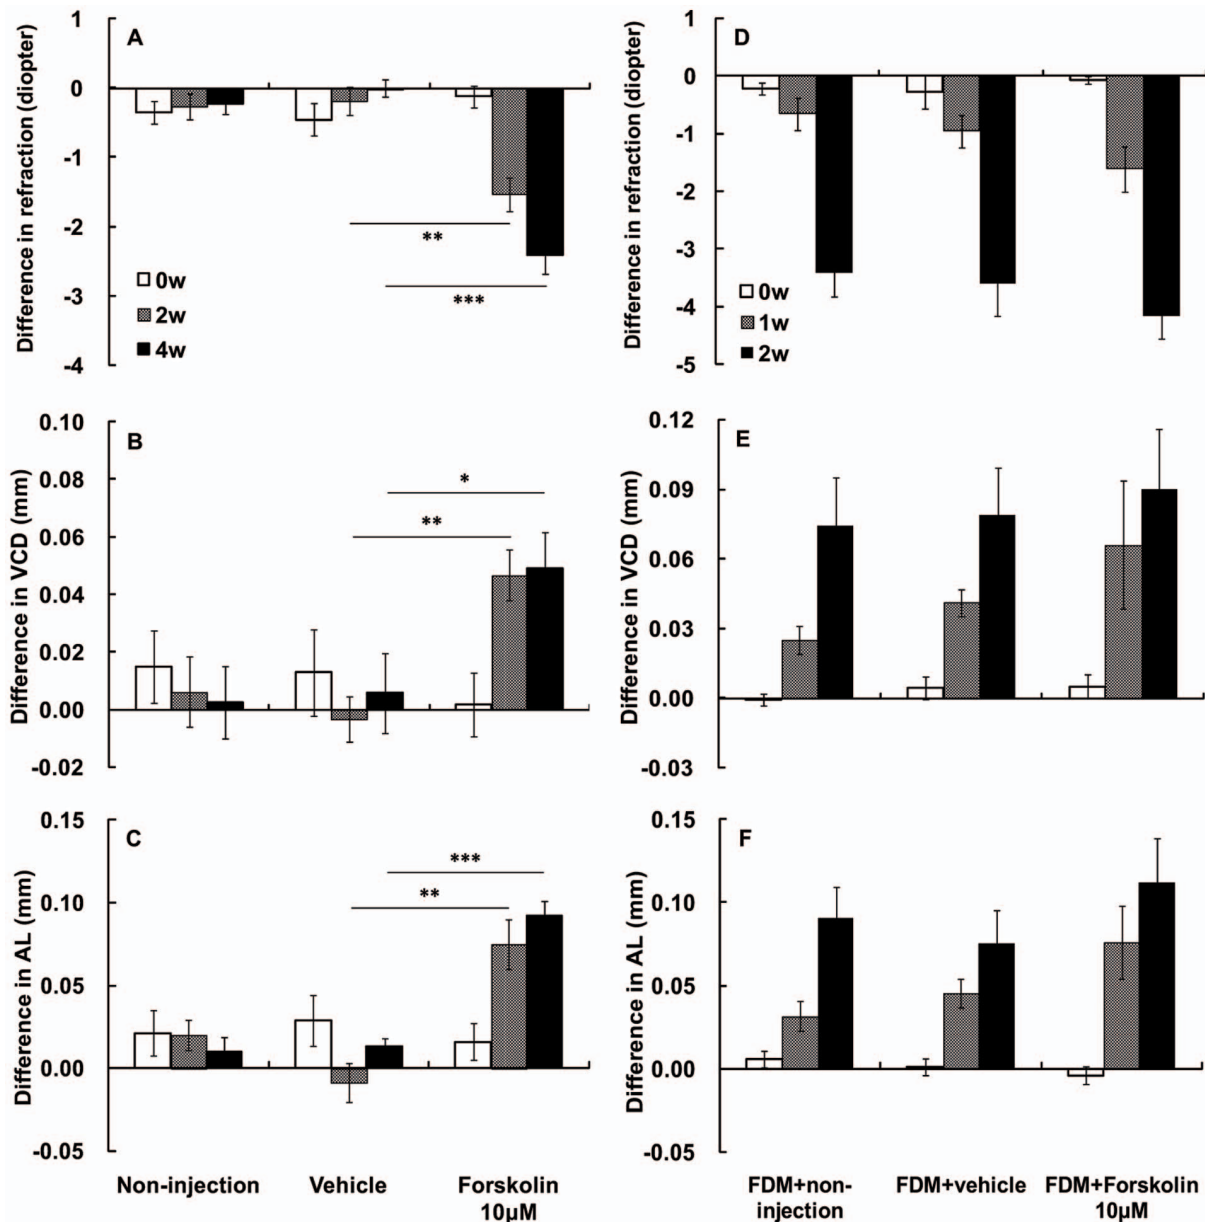 A
Difference in refraction (diopter)
1
0
-1
-2
-3
-4
**
***
0w
2w
4w
D
Difference in refraction (diopter)
1
0
-1
-2
-3
-4
-5
0w
1w
2w
B
Difference in VCD (mm)
0.10
0.08
0.06
0.04
0.02
0.00
-0.02
*
**
E
Difference in VCD (mm)
0.12
0.09
0.06
0.03
0.00
-0.03
C
Difference in AL (mm)
0.15
0.10
0.05
0.00
-0.05
***
**
Non-injection
Vehicle
Forskolin
10µM
F
Difference in AL (mm)
0.15
0.10
0.05
0.00
-0.05
FDM+non-
injection
FDM+vehicle
FDM+Forskolin
10µM